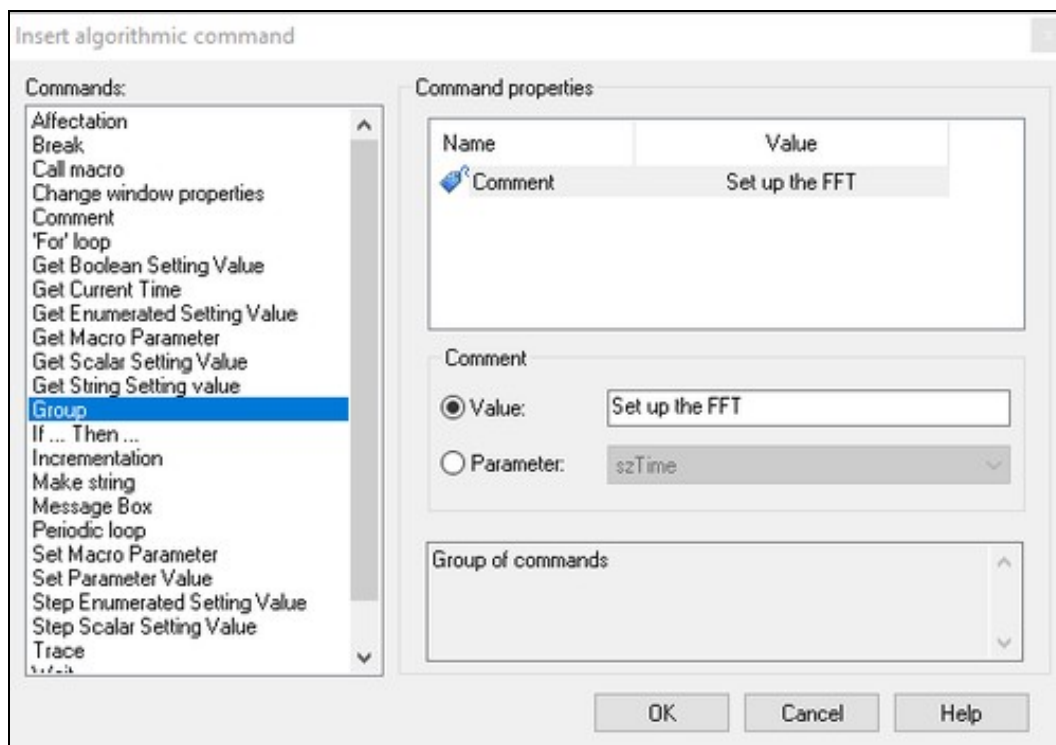 Insert algorithmic command
Commands:
Affectation
Break
Call macro
Change window properties
Comment
'For' loop
Get Boolean Setting Value
Get Current Time
Get Enumerated Setting Value
Get Macro Parameter
Get Scalar Setting Value
Get String Setting value
Group
If ... Then ...
Incrementation
Make string
Message Box
Periodic loop
Set Macro Parameter
Set Parameter Value
Step Enumerated Setting Value
Step Scalar Setting Value
Trace
Command properties
Name Value
Comment Set up the FFT
Comment
Value: Set up the FFT
Parameter: szTime
Group of commands
OK Cancel Help